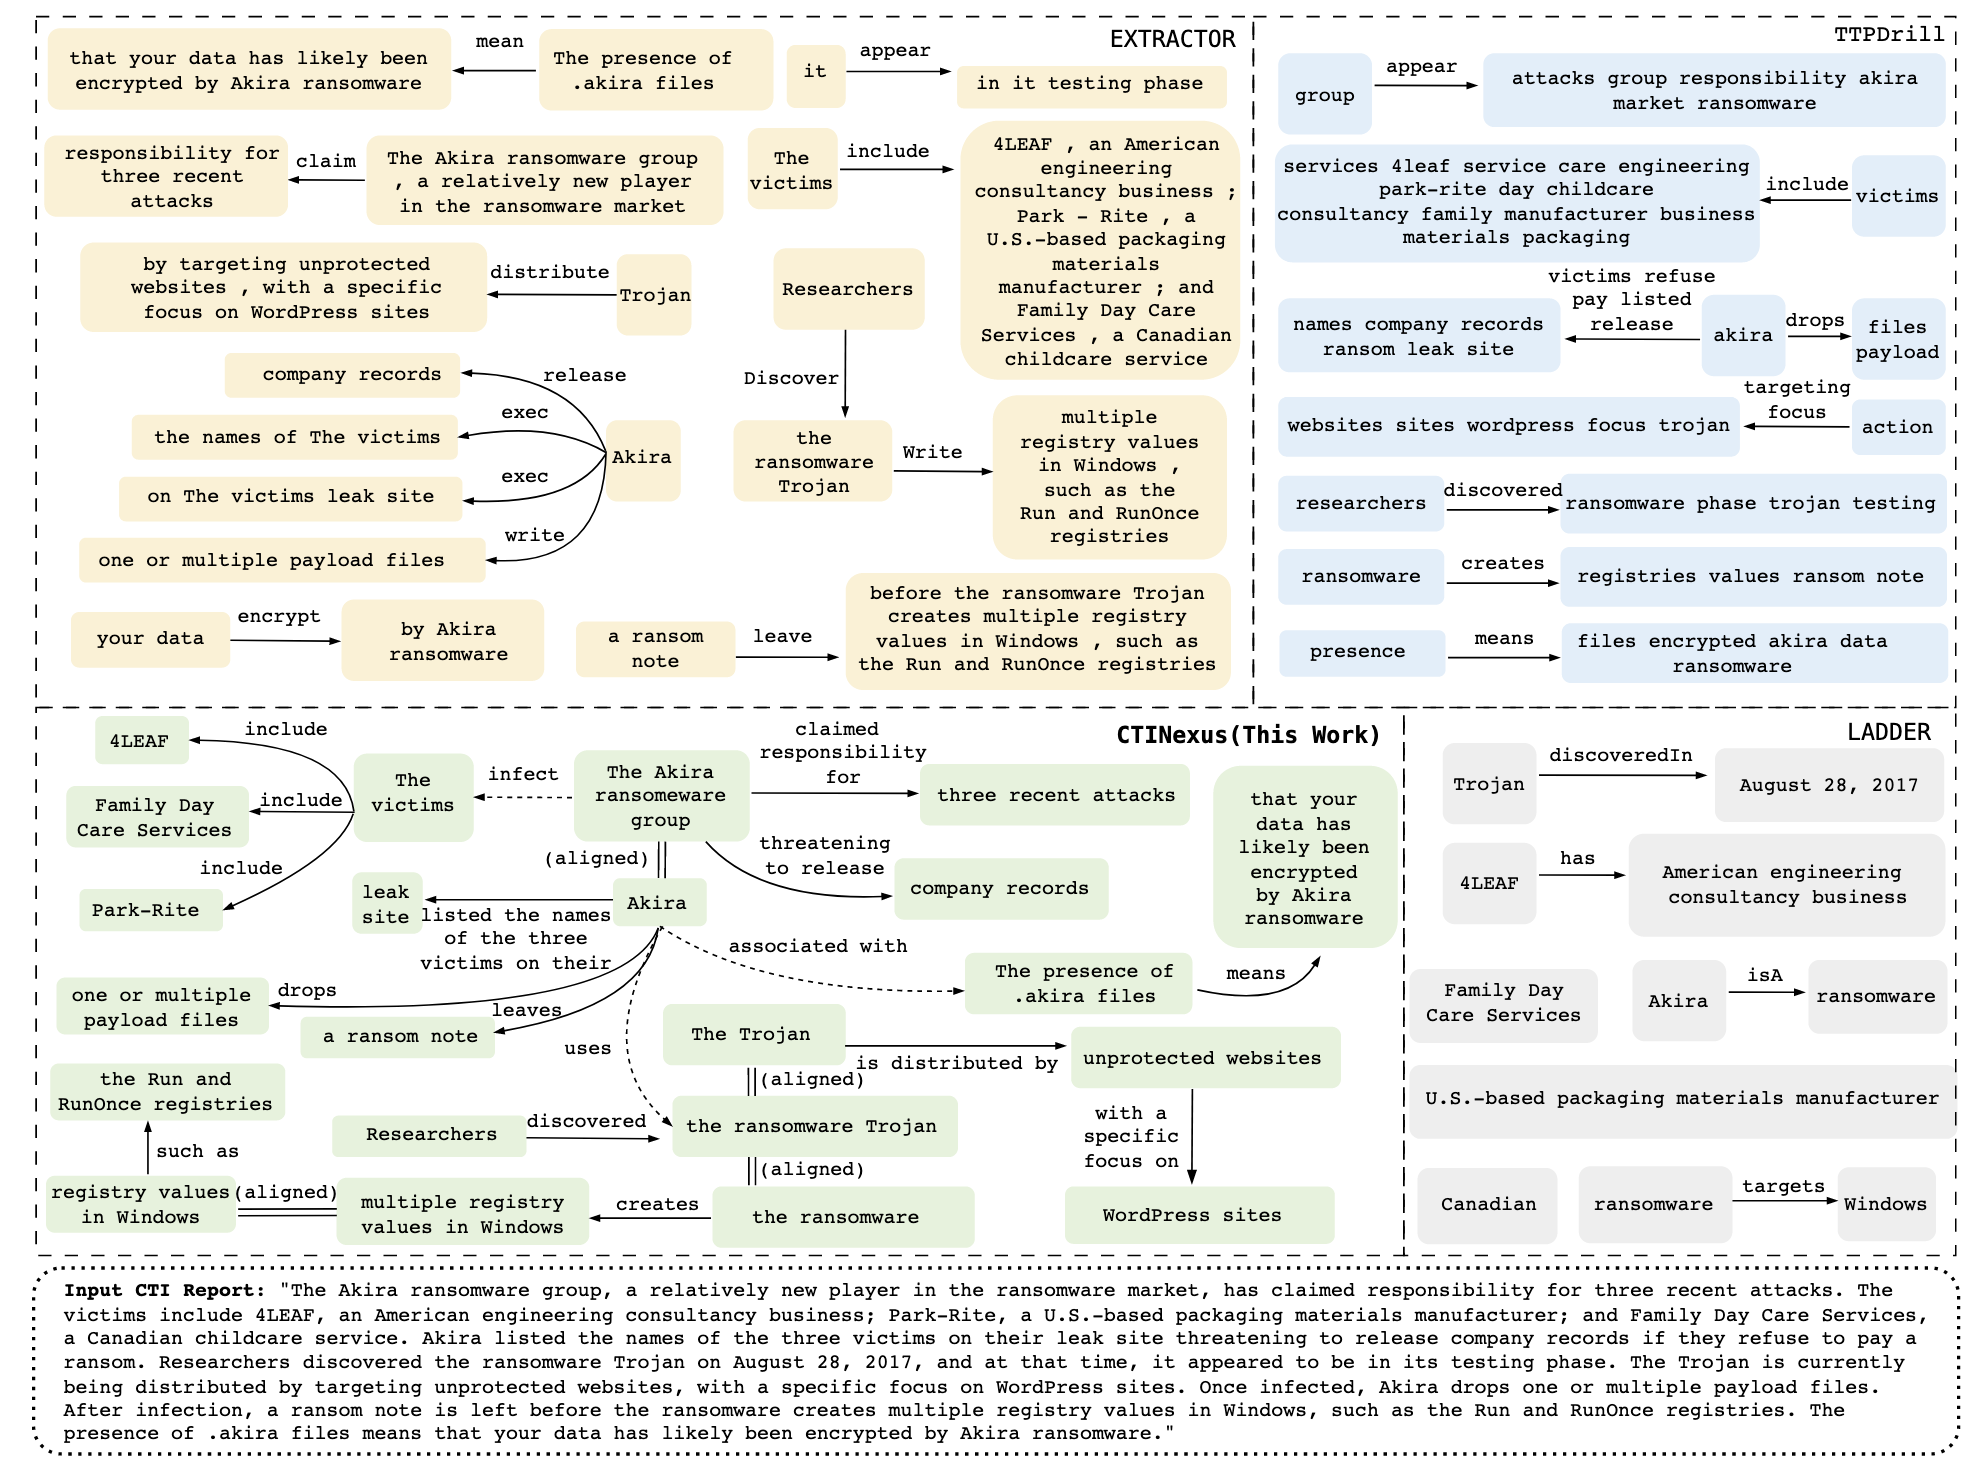 EXTRACTOR
that your data has likely been
encrypted by Akira ransomware
mean
The presence of
.akira files
it
appear
in it testing phase
responsibility for
three recent
attacks
claim
The Akira ransomware group
, a relatively new player
in the ransomware market
The
victims
include
4LEAF , an American
engineering
consultancy business ;
Park – Rite , a
U.S.-based packaging
materials
manufacturer ; and
Family Day Care
Services , a Canadian
childcare service
by targeting unprotected
websites , with a specific
focus on WordPress sites
distribute
Trojan
Researchers
Discover
company records
release
the names of The victims
exec
Akira
on The victims leak site
exec
one or multiple payload files
write
the
ransomware
Trojan
Write
multiple
registry values
in Windows ,
such as the
Run and RunOnce
registries
your data
encrypt
by Akira
ransomware
a ransom
note
leave
before the ransomware Trojan
creates multiple registry
values in Windows , such as
the Run and RunOnce registries
TTPDrill
group
appear
attacks group responsibility akira
market ransomware
services 4leaf service care engineering
park-rite day childcare
consultancy family manufacturer business
materials packaging
include
victims
victims refuse
pay listed
release
names company records
ransom leak site
akira
drops
files
payload
targeting
focus
websites sites wordpress focus trojan
action
researchers
discovered
ransomware phase trojan testing
ransomware
creates
registries values ransom note
presence
means
files encrypted akira data
ransomware
CTINexus(This Work)
4LEAF
include
Family Day
Care Services
include
Park-Rite
include
The
victims
infect
The Akira
ransomeware
group
claimed
responsibility
for
three recent attacks
(aligned)
threatening
to release
company records
leak
site
Akira
listed the names
of the three
victims on their
associated with
The presence of
.akira files
means
that your
data has
likely been
encrypted
by Akira
ransomware
one or multiple
payload files
drops
a ransom note
leaves
uses
The Trojan
is distributed by
unprotected websites
(aligned)
with a
specific
focus on
WordPress sites
the Run and
RunOnce registries
such as
Researchers
discovered
the ransomware Trojan
(aligned)
registry values
in Windows
(aligned)
multiple registry
values in Windows
creates
the ransomware
LADDER
Trojan
discoveredIn
August 28, 2017
4LEAF
has
American engineering
consultancy business
Family Day
Care Services
Akira
isA
ransomware
U.S.-based packaging materials manufacturer
Canadian
ransomware
targets
Windows
Input CTI Report: "The Akira ransomware group, a relatively new player in the ransomware market, has claimed responsibility for three recent attacks. The
victims include 4LEAF, an American engineering consultancy business; Park-Rite, a U.S.-based packaging materials manufacturer; and Family Day Care Services,
a Canadian childcare service. Akira listed the names of the three victims on their leak site threatening to release company records if they refuse to pay a
ransom. Researchers discovered the ransomware Trojan on August 28, 2017, and at that time, it appeared to be in its testing phase. The Trojan is currently
being distributed by targeting unprotected websites, with a specific focus on WordPress sites. Once infected, Akira drops one or multiple payload files.
After infection, a ransom note is left before the ransomware creates multiple registry values in Windows, such as the Run and RunOnce registries. The
presence of .akira files means that your data has likely been encrypted by Akira ransomware."